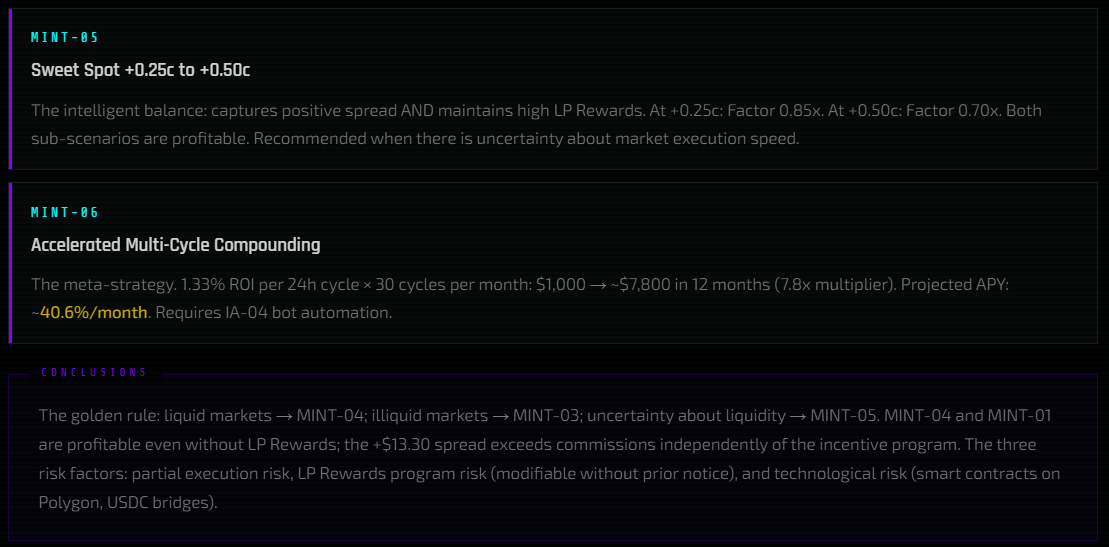 MINT-05
Sweet Spot +0.25c to +0.50c
The intelligent balance: captures positive spread AND maintains high LP Rewards. At +0.25c: Factor 0.85x. At +0.50c: Factor 0.70x. Both
sub-scenarios are profitable. Recommended when there is uncertainty about market execution speed.
MINT-06
Accelerated Multi-Cycle Compounding
The meta-strategy. 1.33% ROI per 24h cycle × 30 cycles per month: $1,000 → ~$7,800 in 12 months (7.8x multiplier). Projected APY:
~40.6%/month. Requires IA-04 bot automation.
CONCLUSIONS
The golden rule: liquid markets → MINT-04; illiquid markets → MINT-03; uncertainty about liquidity → MINT-05. MINT-04 and MINT-01
are profitable even without LP Rewards; the +$13.30 spread exceeds commissions independently of the incentive program. The three
risk factors: partial execution risk, LP Rewards program risk (modifiable without prior notice), and technological risk (smart contracts on
Polygon, USDC bridges).